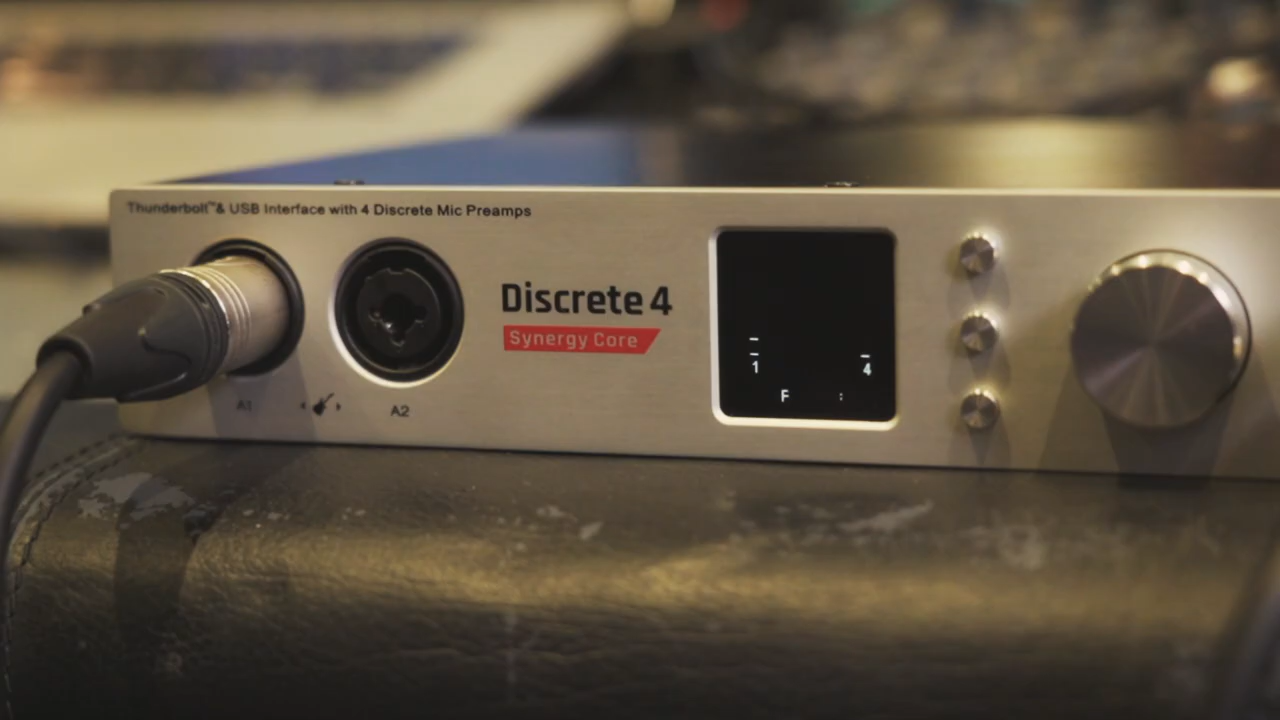 Thunderbolt™ & USB Interface with 4 Discrete Mic Preamps
Discrete 4
Synergy Core
A1
A2
1
4
F :